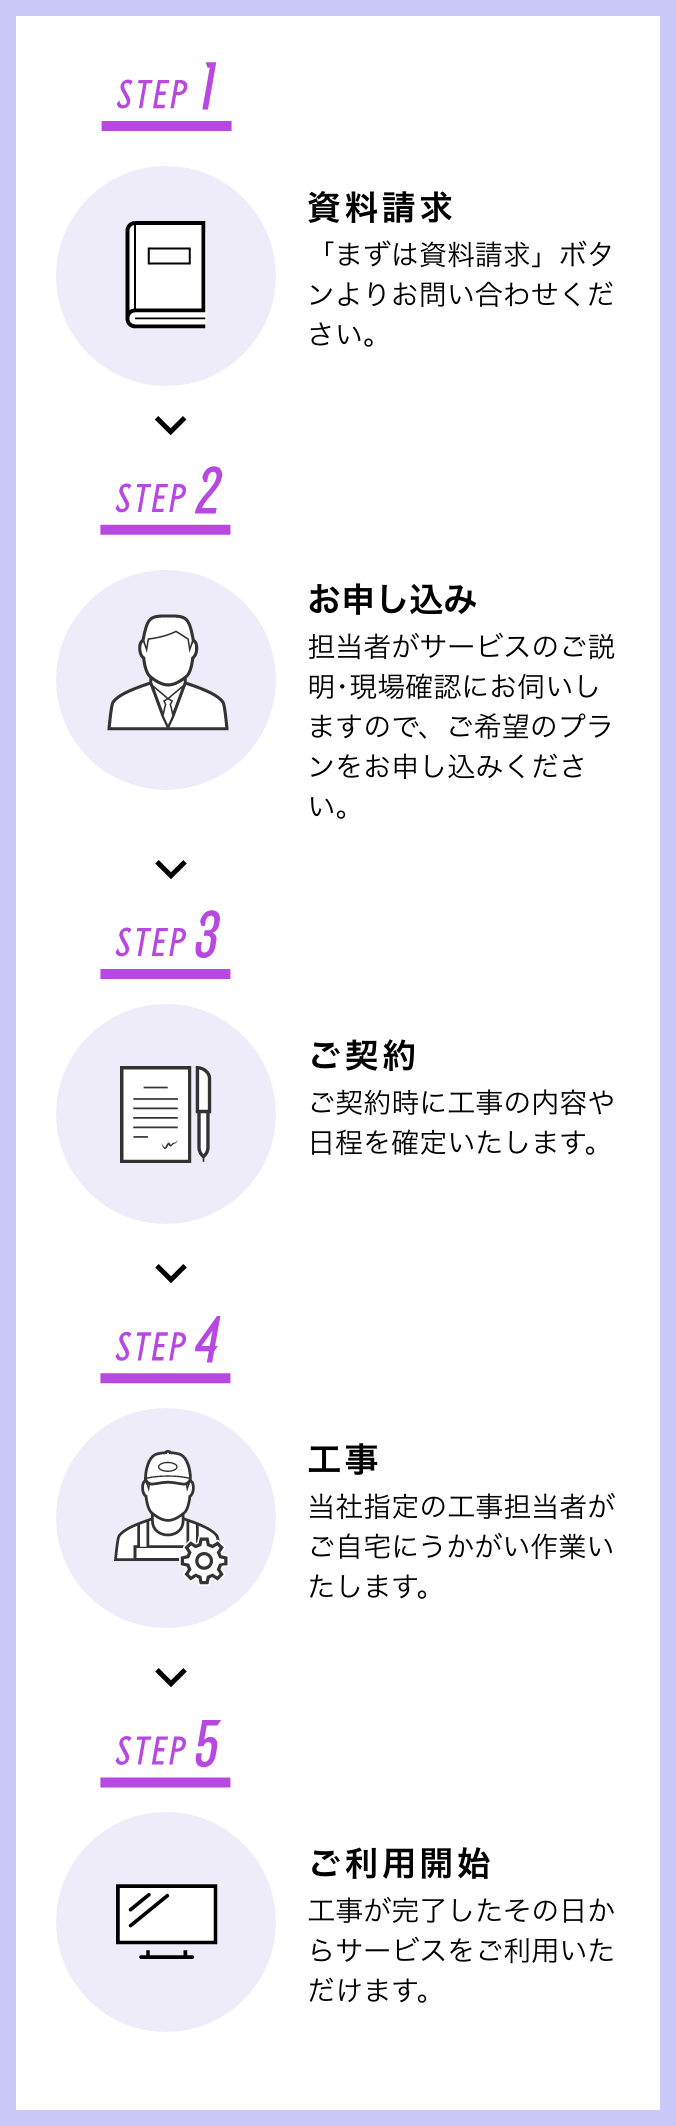 STEP 1
資料請求
「まずは資料請求」ボタ
ンよりお問い合わせくだ
さい。
STEP 2
お申し込み
担当者がサービスのご説
明･現場確認にお伺いし
ますので、ご希望のプラ
ンをお申し込みくださ
い。
STEP 3
ご契約
ご契約時に工事の内容や
日程を確定いたします。
STEP 4
工事
当社指定の工事担当者が
ご自宅にうかがい作業い
たします。
STEP 5
ご利用開始
工事が完了したその日か
らサービスをご利用いた
だけます。